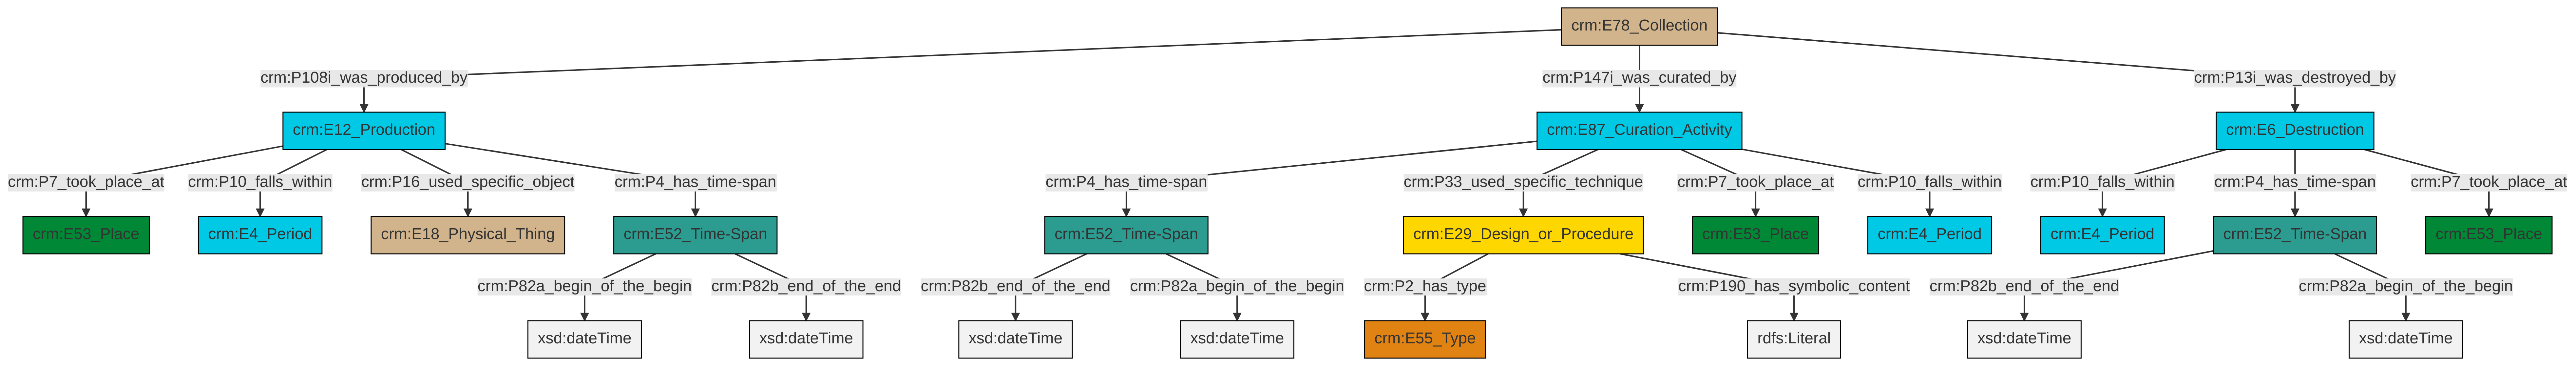 crm:E78_Collection
crm:P108i_was_produced_by
crm:P147i_was_curated_by
crm:P13i_was_destroyed_by
crm:E12_Production
crm:E87_Curation_Activity
crm:E6_Destruction
crm:P7_took_place_at
crm:P10_falls_within
crm:P16_used_specific_object
crm:P4_has_time-span
crm:P4_has_time-span
crm:P33_used_specific_technique
crm:P7_took_place_at
crm:P10_falls_within
crm:P10_falls_within
crm:P4_has_time-span
crm:P7_took_place_at
crm:E53_Place
crm:E4_Period
crm:E18_Physical_Thing
crm:E52_Time-Span
crm:E52_Time-Span
crm:E29_Design_or_Procedure
crm:E53_Place
crm:E4_Period
crm:E4_Period
crm:E52_Time-Span
crm:E53_Place
crm:P82a_begin_of_the_begin
crm:P82b_end_of_the_end
crm:P82b_end_of_the_end
crm:P82a_begin_of_the_begin
crm:P2_has_type
crm:P190_has_symbolic_content
crm:P82b_end_of_the_end
crm:P82a_begin_of_the_begin
xsd:dateTime
xsd:dateTime
xsd:dateTime
xsd:dateTime
crm:E55_Type
rdfs:Literal
xsd:dateTime
xsd:dateTime